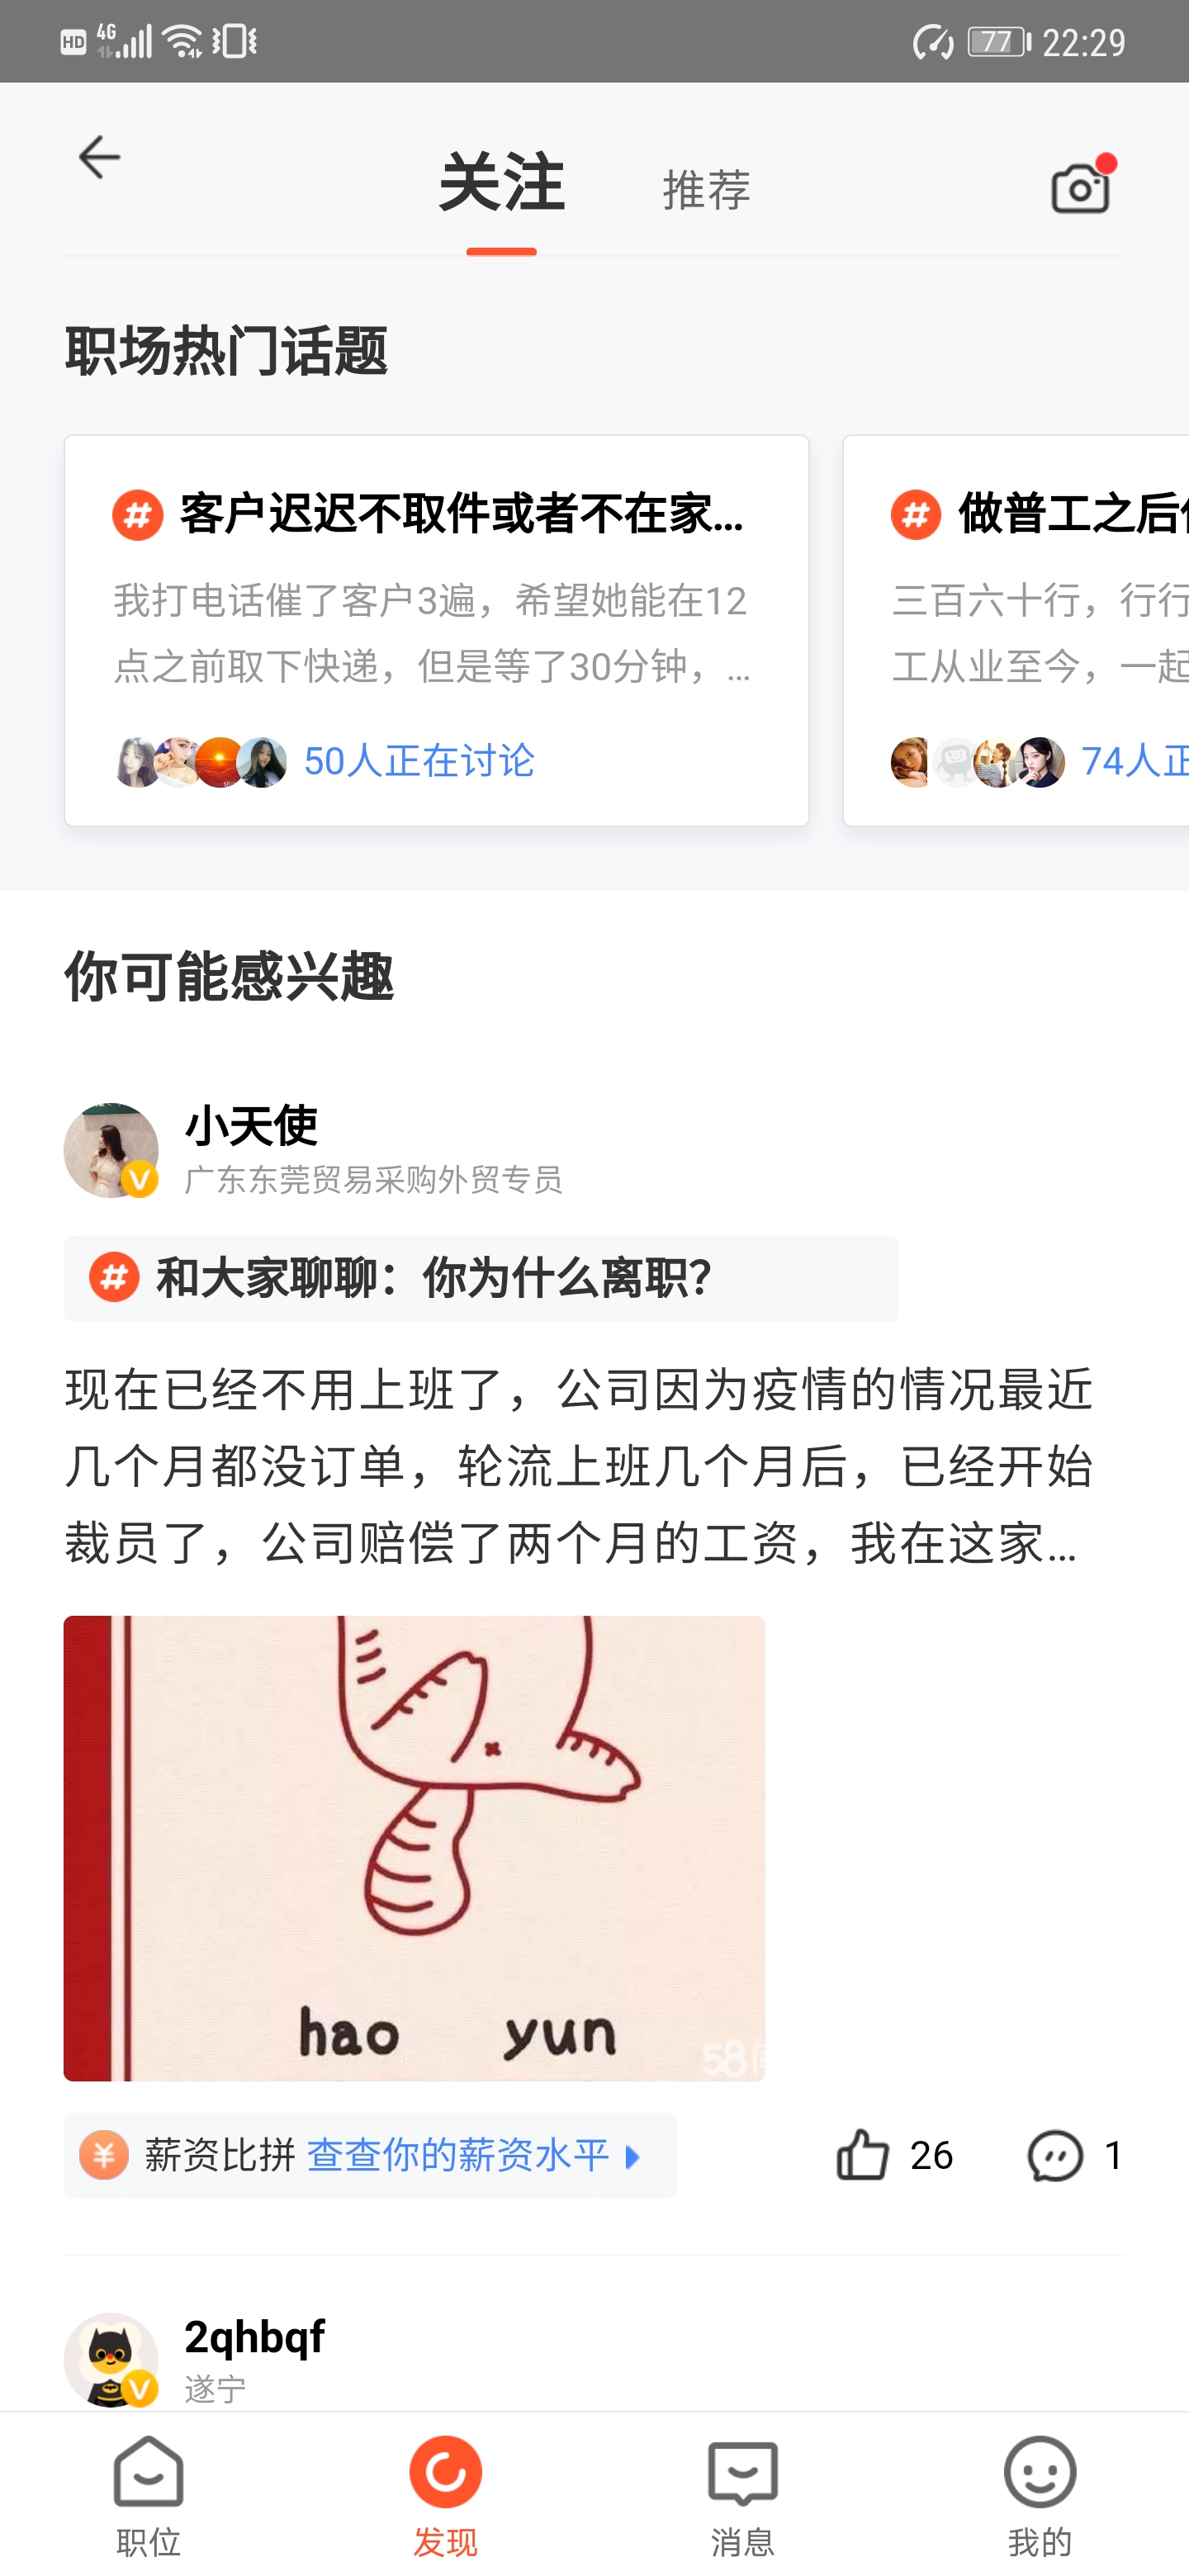 HD 4G 77 22:29
关注 推荐
职场热门话题
客户迟迟不取件或者不在家...
我打电话催了客户3遍，希望她能在12
点之前取下快递，但是等了30分钟，...
50人正在讨论
做普工之后
三百六十行，行行
工从业至今，一起
74人正
你可能感兴趣
小天使
广东东莞贸易采购外贸专员
和大家聊聊：你为什么离职？
现在已经不用上班了，公司因为疫情的情况最近
几个月都没订单，轮流上班几个月后，已经开始
裁员了，公司赔偿了两个月的工资，我在这家...
hao yun
58同
薪资比拼 查查你的薪资水平
26 1
2qhbqf
遂宁
职位 发现 消息 我的